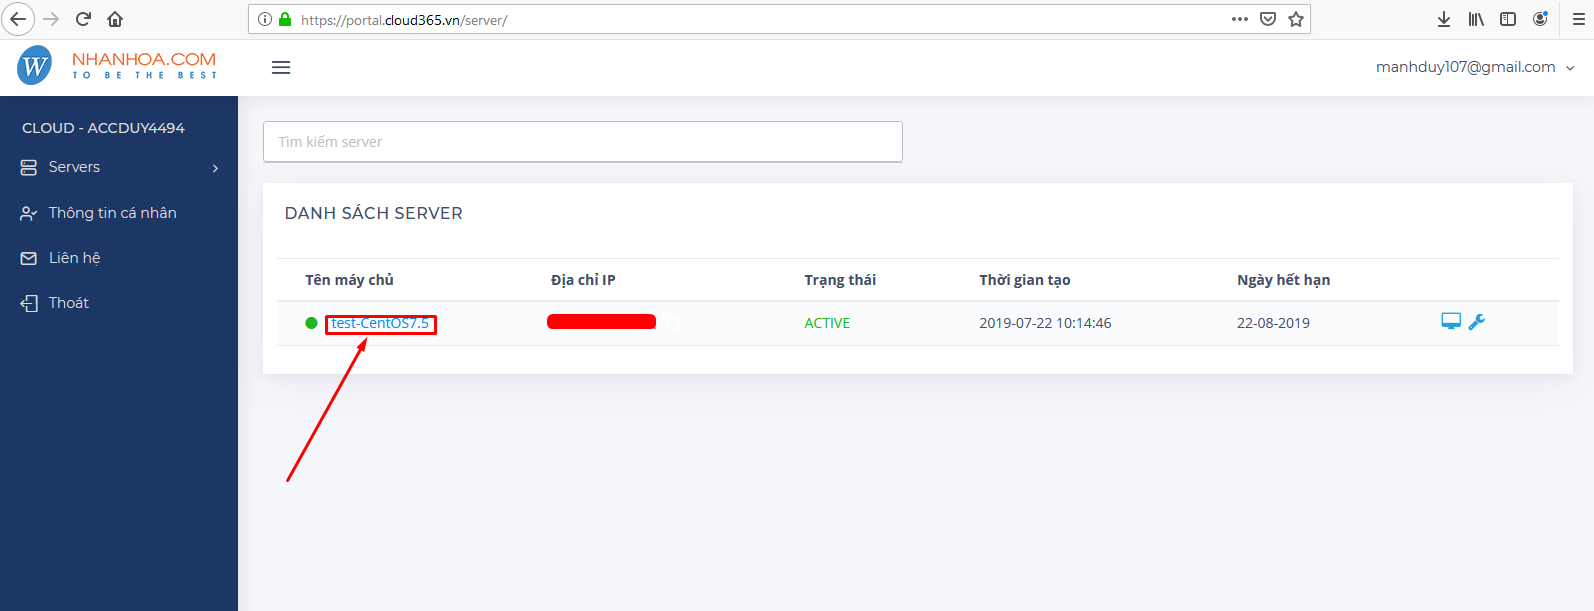 https://portal.cloud365.vn/server/
W NHANHOA.COM
TO BE THE BEST
manhduy107@gmail.com
CLOUD - ACCDUY4494
Servers
Thông tin cá nhân
Liên hệ
Thoát
Tìm kiếm server
DANH SÁCH SERVER
Tên máy chủ Địa chỉ IP Trạng thái Thời gian tạo Ngày hết hạn
test-CentOS7.5 ACTIVE 2019-07-22 10:14:46 22-08-2019